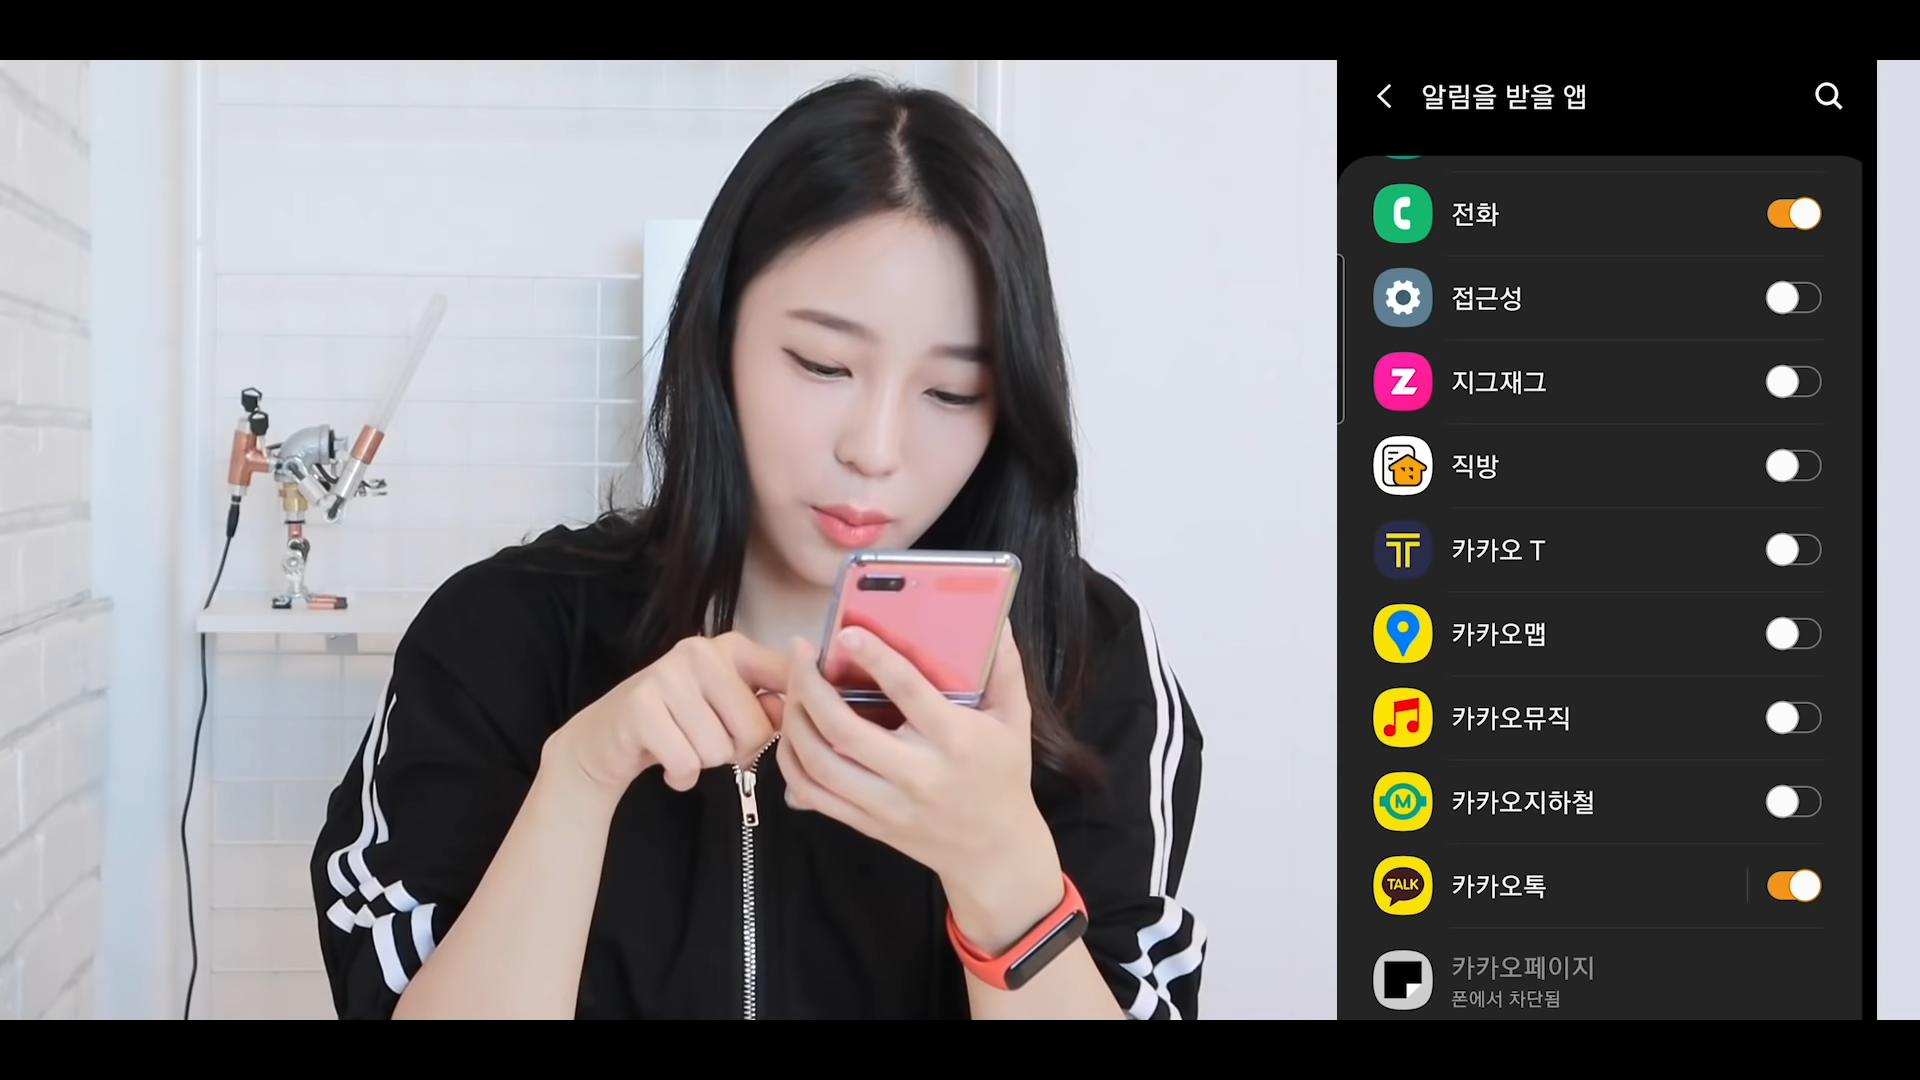 알림을 받을 앱
전화
접근성
지그재그
직방
카카오 T
카카오맵
카카오뮤직
카카오지하철
TALK
카카오톡
카카오페이지
폰에서 차단됨